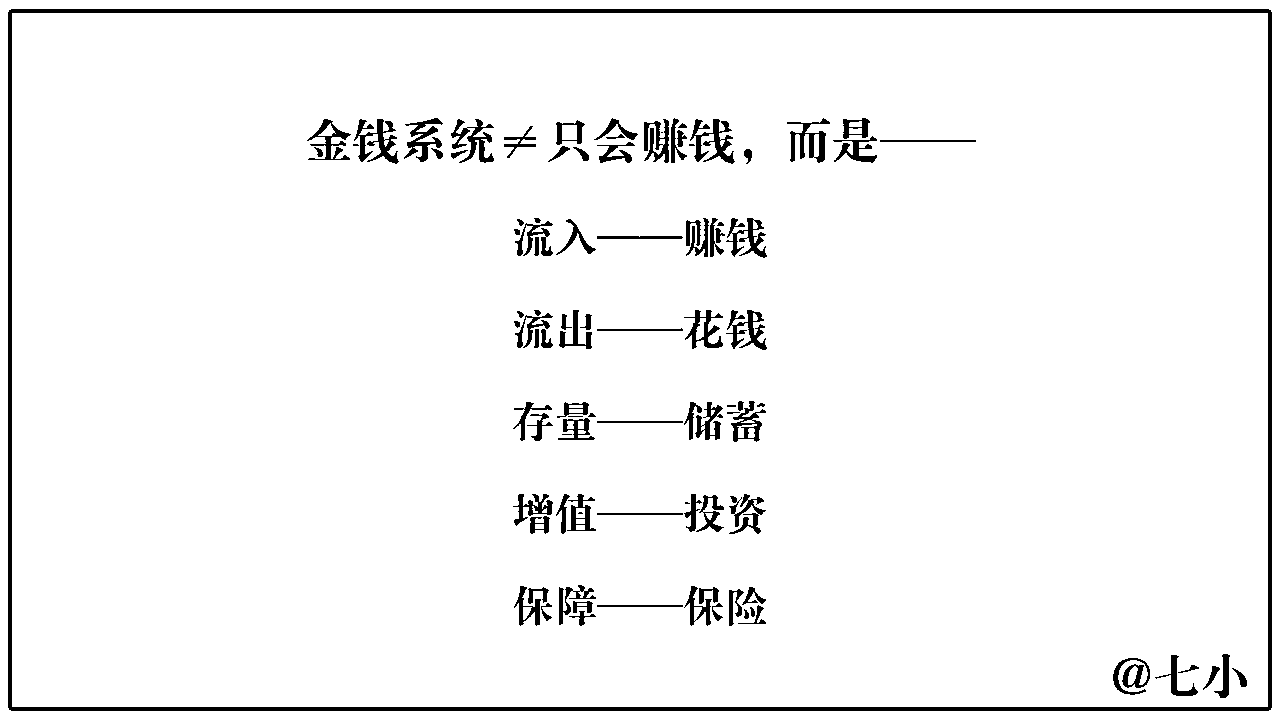 金钱系统≠只会赚钱，而是——
流入——赚钱
流出——花钱
存量——储蓄
增值——投资
保障——保险
@七小